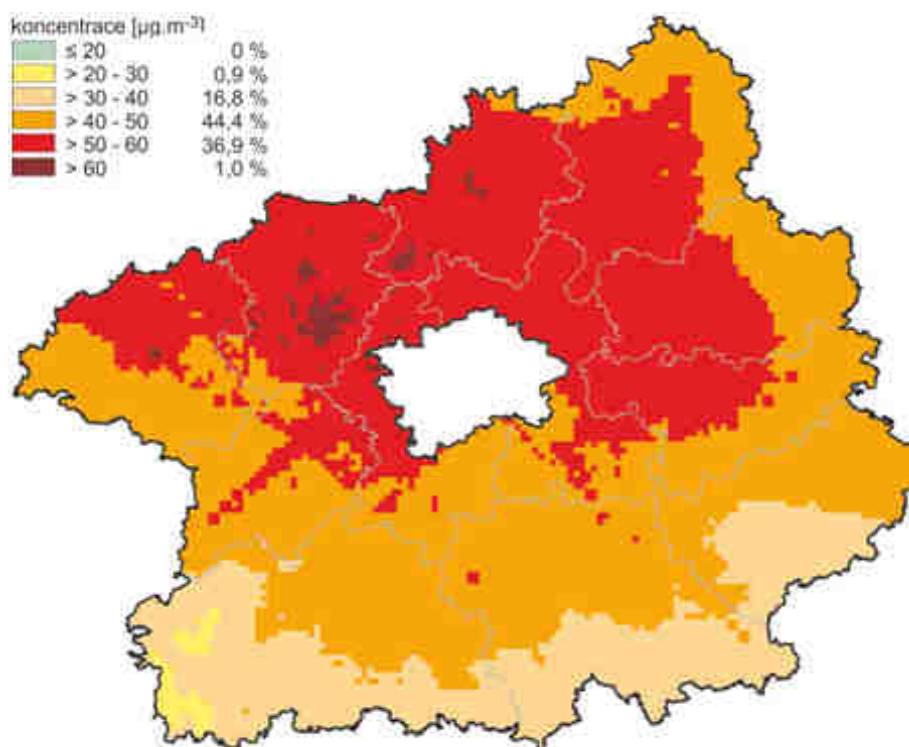 koncentrace [µg.m⁻³]
≤ 20 0 %
> 20 - 30 0,9 %
> 30 - 40 16,8 %
> 40 - 50 44,4 %
> 50 - 60 36,9 %
> 60 1,0 %